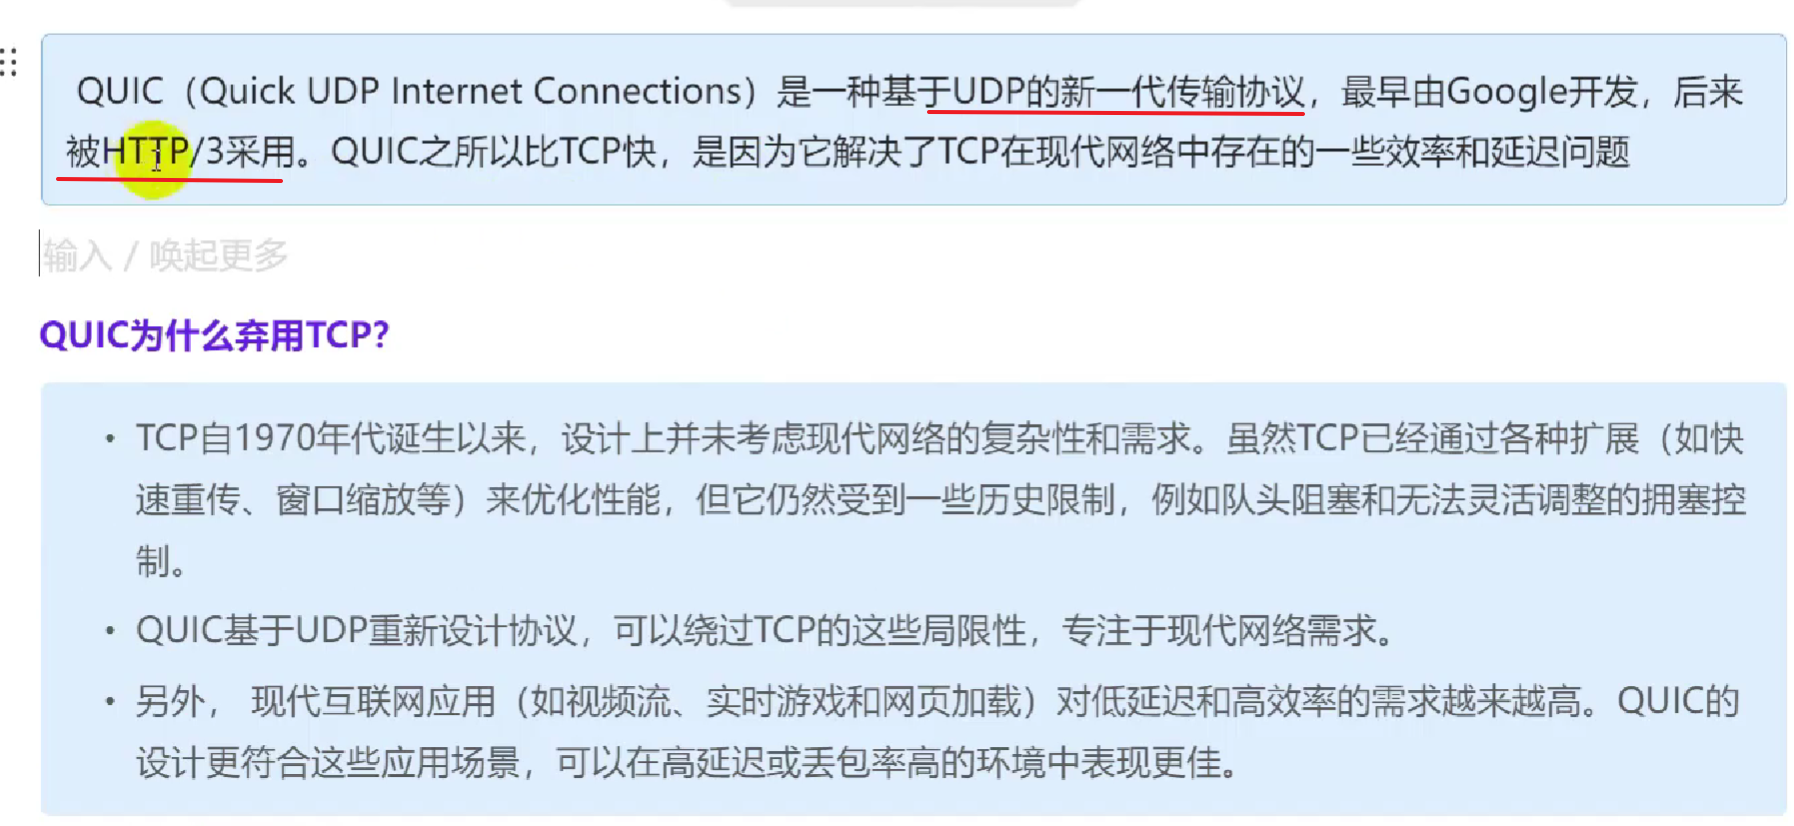 QUIC（Quick UDP Internet Connections）是一种基于UDP的新一代传输协议，最早由Google开发，后来
被HTTP/3采用。QUIC之所以比TCP快，是因为它解决了TCP在现代网络中存在的一些效率和延迟问题
输入 / 唤起更多
QUIC为什么弃用TCP？
• TCP自1970年代诞生以来，设计上并未考虑现代网络的复杂性和需求。虽然TCP已经通过各种扩展（如快
速重传、窗口缩放等）来优化性能，但它仍然受到一些历史限制，例如队头阻塞和无法灵活调整的拥塞控
制。
• QUIC基于UDP重新设计协议，可以绕过TCP的这些局限性，专注于现代网络需求。
• 另外， 现代互联网应用（如视频流、实时游戏和网页加载）对低延迟和高效率的需求越来越高。QUIC的
设计更符合这些应用场景，可以在高延迟或丢包率高的环境中表现更佳。